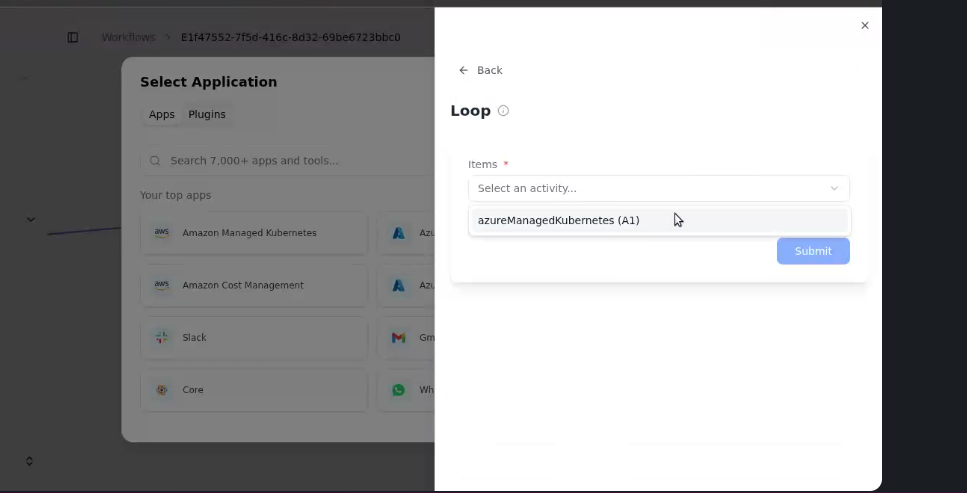 Workflows > E1f47552-7f5d-416c-8d32-69be6723bbc0
Select Application
Apps Plugins
Search 7,000+ apps and tools...
Your top apps
aws Amazon Managed Kubernetes
Azu
aws Amazon Cost Management
Azu
Slack
Gm
Core
Wh
Back
Loop
Items *
Select an activity...
azureManagedKubernetes (A1)
Submit